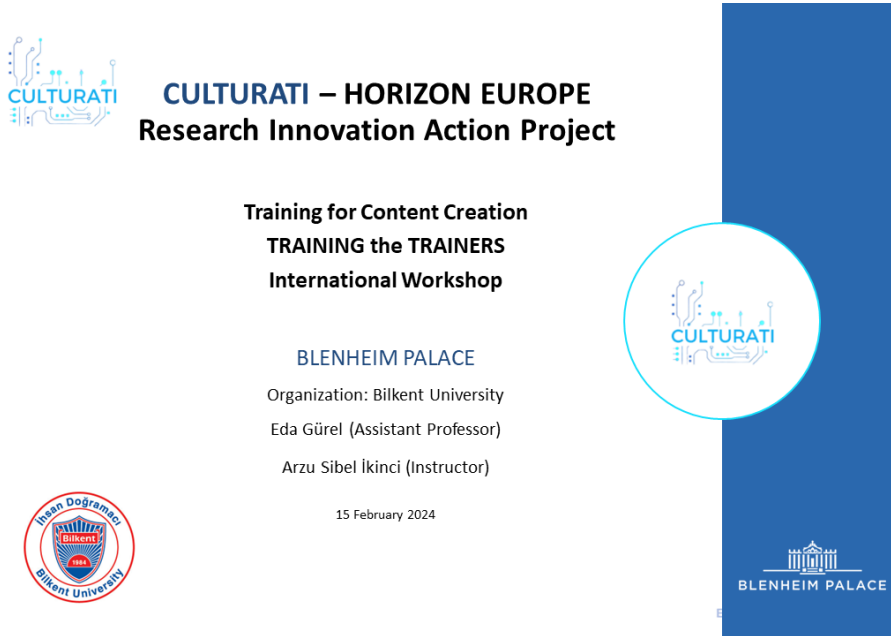 CULTURATI
CULTURATI – HORIZON EUROPE
Research Innovation Action Project
Training for Content Creation
TRAINING the TRAINERS
International Workshop
CULTURATI
BLENHEIM PALACE
Organization: Bilkent University
Eda Gürel (Assistant Professor)
Arzu Sibel İkinci (Instructor)
15 February 2024
İhsan Doğramacı
Bilkent
1984
Bilkent University
BLENHEIM PALACE